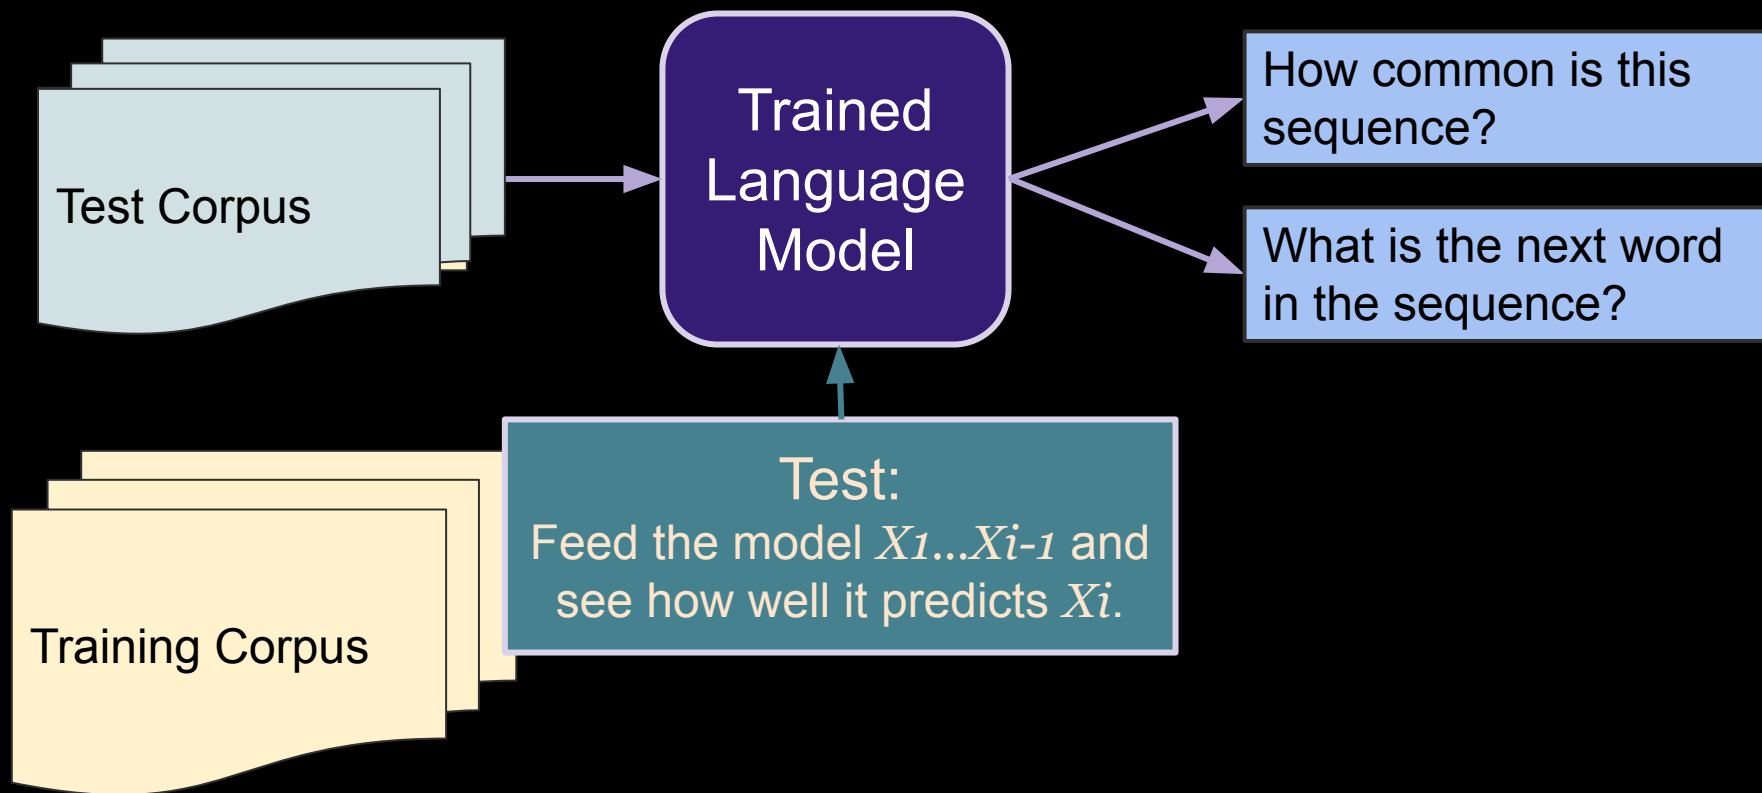 Test Corpus
Trained
Language
Model
How common is this
sequence?
What is the next word
in the sequence?
Training Corpus
Test:
Feed the model X1...Xi-1 and
see how well it predicts Xi.